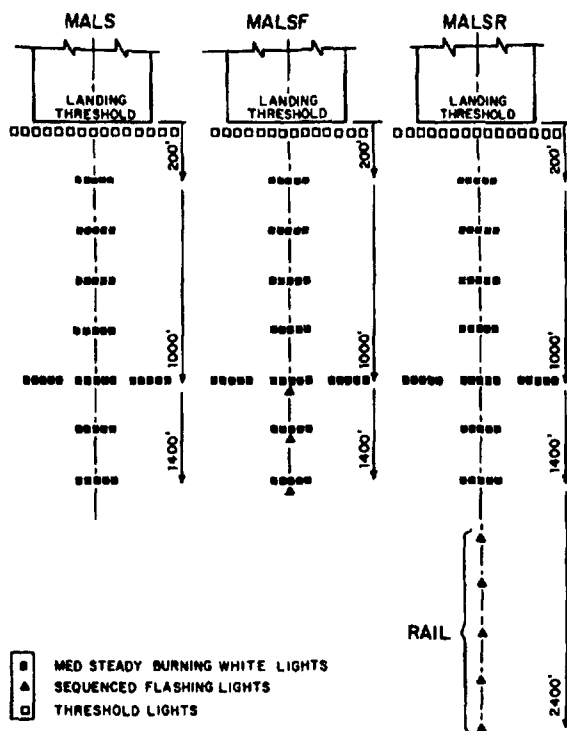 MALS
MALSF
MALSR
LANDING
THRESHOLD
LANDING
THRESHOLD
LANDING
THRESHOLD
200'
200'
200'
1000'
1000'
1000'
1400'
1400'
1400'
RAIL
2400'
MED STEADY BURNING WHITE LIGHTS
SEQUENCED FLASHING LIGHTS
THRESHOLD LIGHTS